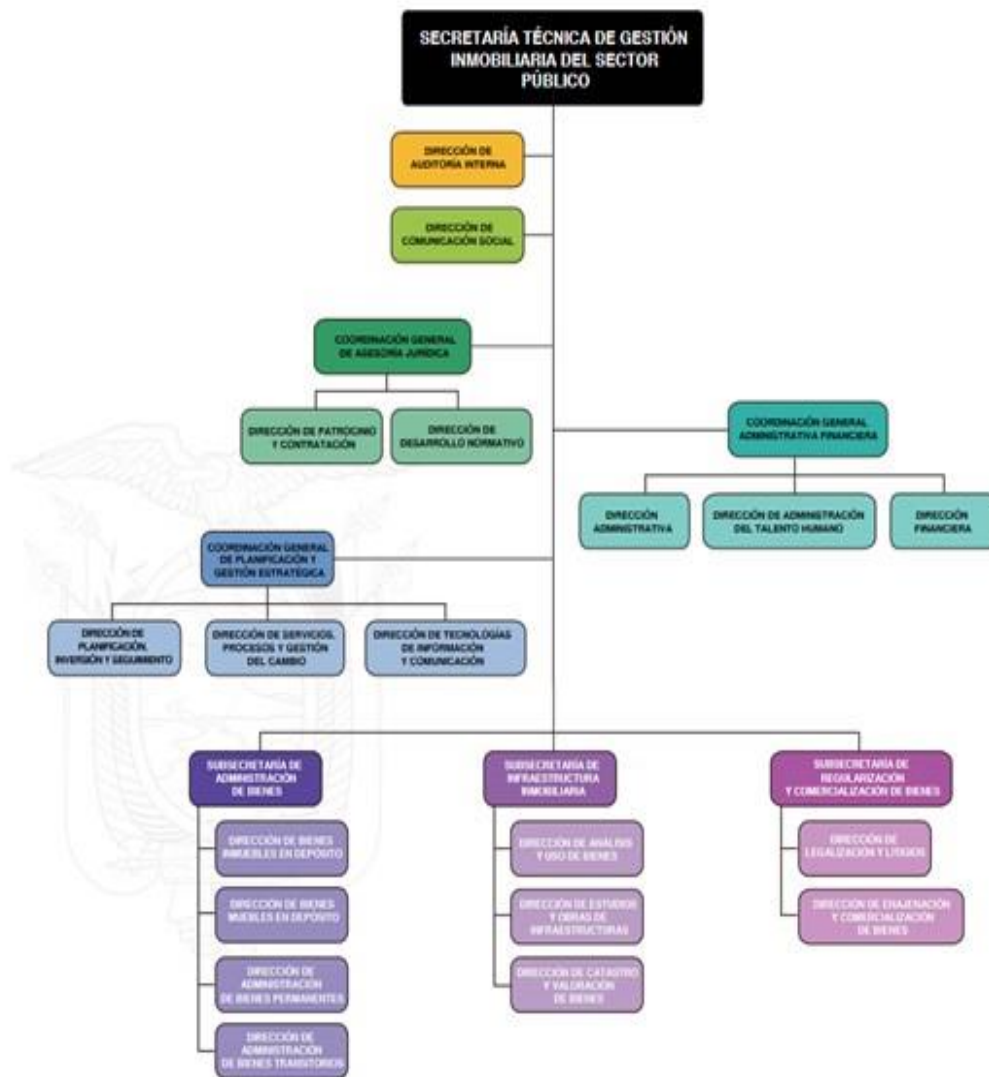 SECRETARÍA TÉCNICA DE GESTIÓN
INMOBILIARIA DEL SECTOR
PÚBLICO
DIRECCIÓN DE
AUDITORÍA INTERNA
DIRECCIÓN DE
COMUNICACIÓN SOCIAL
COORDINACIÓN GENERAL
DE ASESORÍA JURÍDICA
DIRECCIÓN DE PATROCINIO
Y CONTRATACIÓN
DIRECCIÓN DE
DESARROLLO NORMATIVO
COORDINACIÓN GENERAL
ADMINISTRATIVA FINANCIERA
DIRECCIÓN
ADMINISTRATIVA
DIRECCIÓN DE ADMINISTRACIÓN
DEL TALENTO HUMANO
DIRECCIÓN
FINANCIERA
COORDINACIÓN GENERAL
DE PLANIFICACIÓN Y
GESTIÓN ESTRATÉGICA
DIRECCIÓN DE
PLANIFICACIÓN,
INVERSIÓN Y SEGUIMIENTO
DIRECCIÓN DE SERVICIOS,
PROCESOS Y GESTIÓN
DEL CAMBIO
DIRECCIÓN DE TECNOLOGÍAS
DE INFORMACIÓN
Y COMUNICACIÓN
SUBSECRETARÍA DE
ADMINISTRACIÓN
DE BIENES
DIRECCIÓN DE BIENES
INMUEBLES EN DEPÓSITO
DIRECCIÓN DE BIENES
MUEBLES EN DEPÓSITO
DIRECCIÓN DE
ADMINISTRACIÓN
DE BIENES PERMANENTES
DIRECCIÓN DE
ADMINISTRACIÓN
DE BIENES TRANSITORIOS
SUBSECRETARÍA DE
INFRAESTRUCTURA
INMOBILIARIA
DIRECCIÓN DE ANÁLISIS
Y USO DE BIENES
DIRECCIÓN DE ESTUDIOS
Y OBRAS DE
INFRAESTRUCTURAS
DIRECCIÓN DE CATASTRO
Y VALORACIÓN
DE BIENES
SUBSECRETARÍA DE
REGULARIZACIÓN
Y COMERCIALIZACIÓN DE BIENES
DIRECCIÓN DE
LEGALIZACIÓN Y LITIGIOS
DIRECCIÓN DE ENAJENACIÓN
Y COMERCIALIZACIÓN
DE BIENES